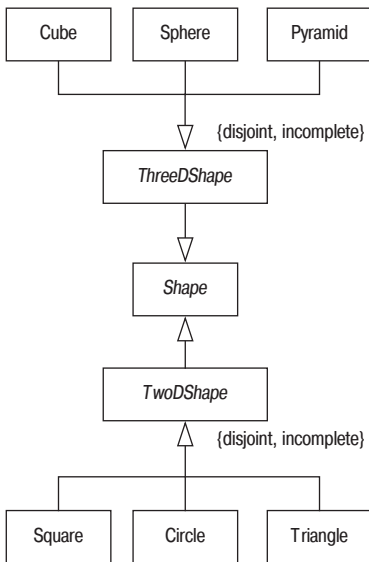 Cube
Sphere
Pyramid
{disjoint, incomplete}
ThreeDShape
Shape
TwoDShape
{disjoint, incomplete}
Square
Circle
Triangle